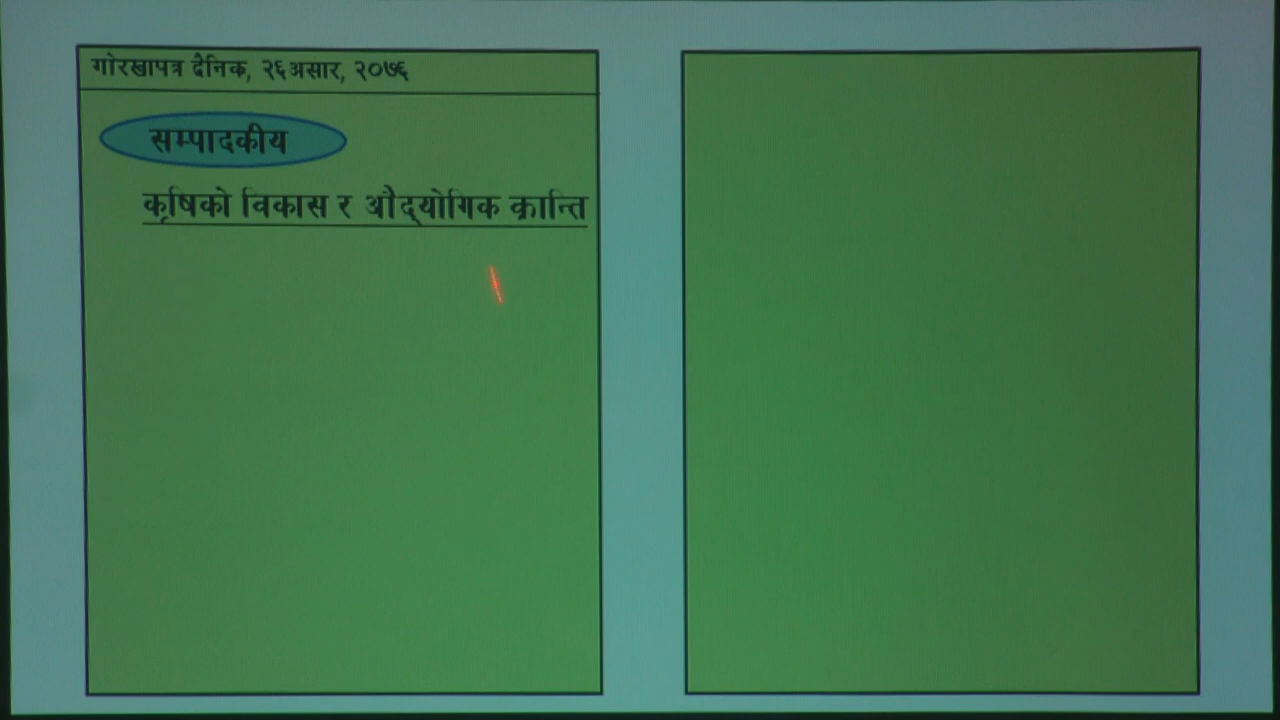 गोरखापत्र दैनिक, २६असार, २०७६
सम्पादकीय
कृषिको विकास र औद्‌योगिक क्रान्ति